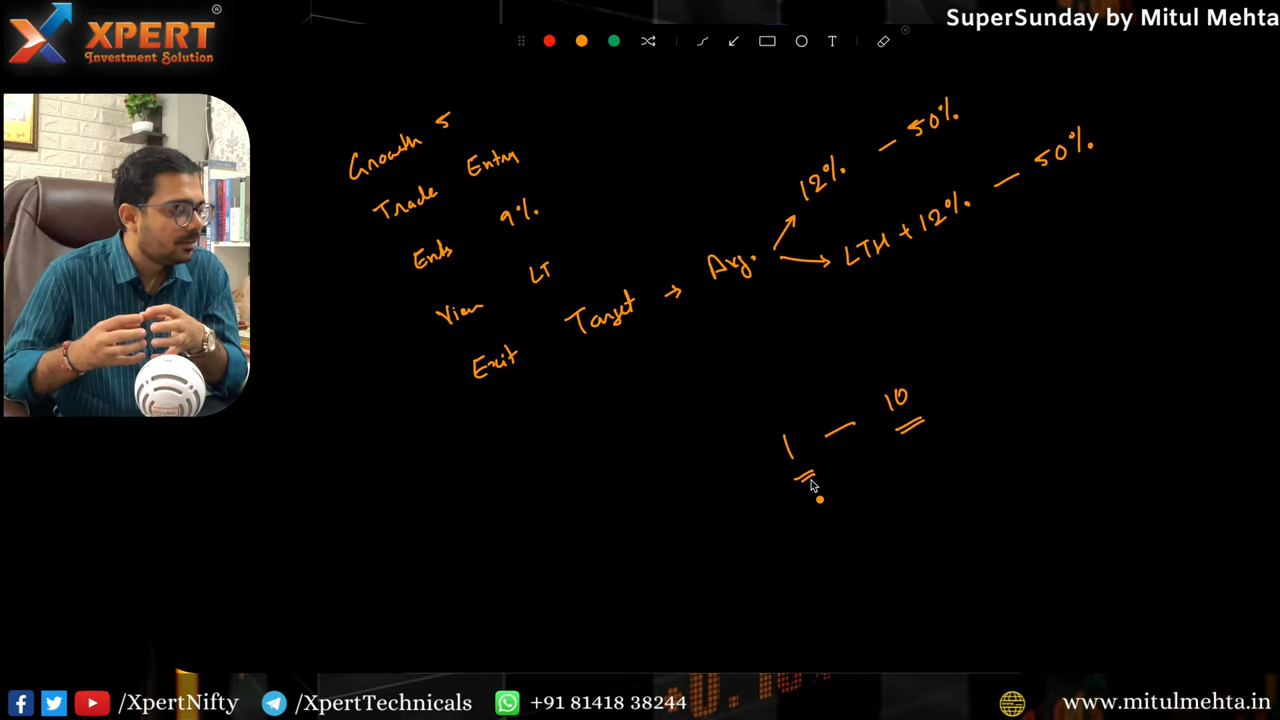 XPERT
Investment Solution
®
SuperSunday by Mitul Mehta
T
Growth 5
Trade Entry
Ends 9%
View LT
Exit Target → Avg.
12% — 50%
LTH + 12% — 50%
1 — 10
/XpertNifty
/XpertTechnicals
+91 81418 38244
www.mitulmehta.in